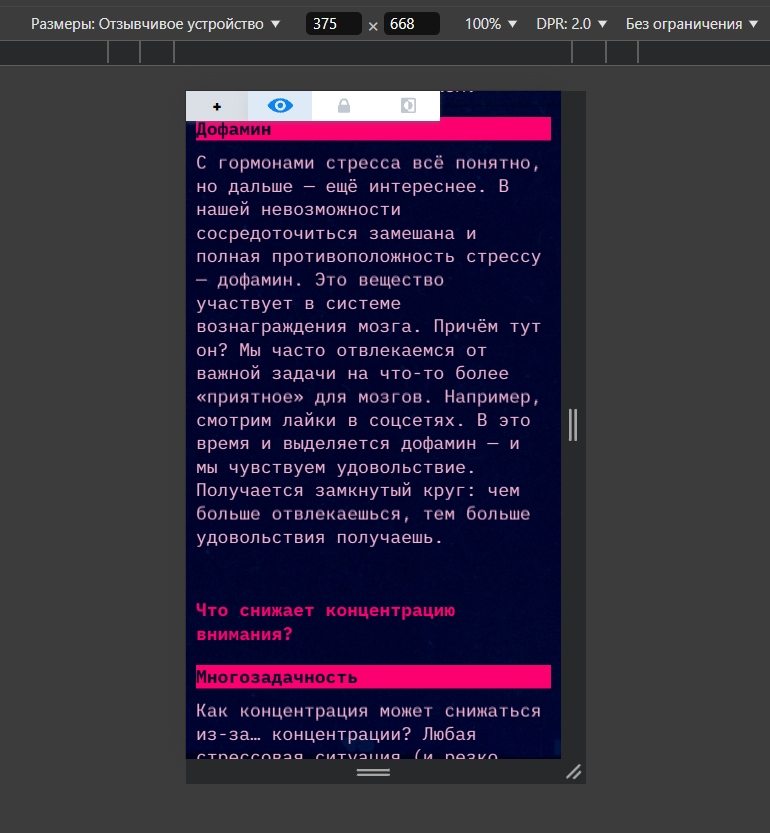 Размеры: Отзывчивое устройство ▼ 375 × 668 100% ▼ DPR: 2.0 ▼ Без ограничения ▼
+
Дофамин
С гормонами стресса всё понятно,
но дальше — ещё интереснее. В
нашей невозможности
сосредоточиться замешана и
полная противоположность стрессу
— дофамин. Это вещество
участвует в системе
вознаграждения мозга. Причём тут
он? Мы часто отвлекаемся от
важной задачи на что-то более
«приятное» для мозгов. Например,
смотрим лайки в соцсетях. В это
время и выделяется дофамин — и
мы чувствуем удовольствие.
Получается замкнутый круг: чем
больше отвлекаешься, тем больше
удовольствия получаешь.
Что снижает концентрацию
внимания?
Многозадачность
Как концентрация может снижаться
из-за… концентрации? Любая
стрессовая ситуация (и резко